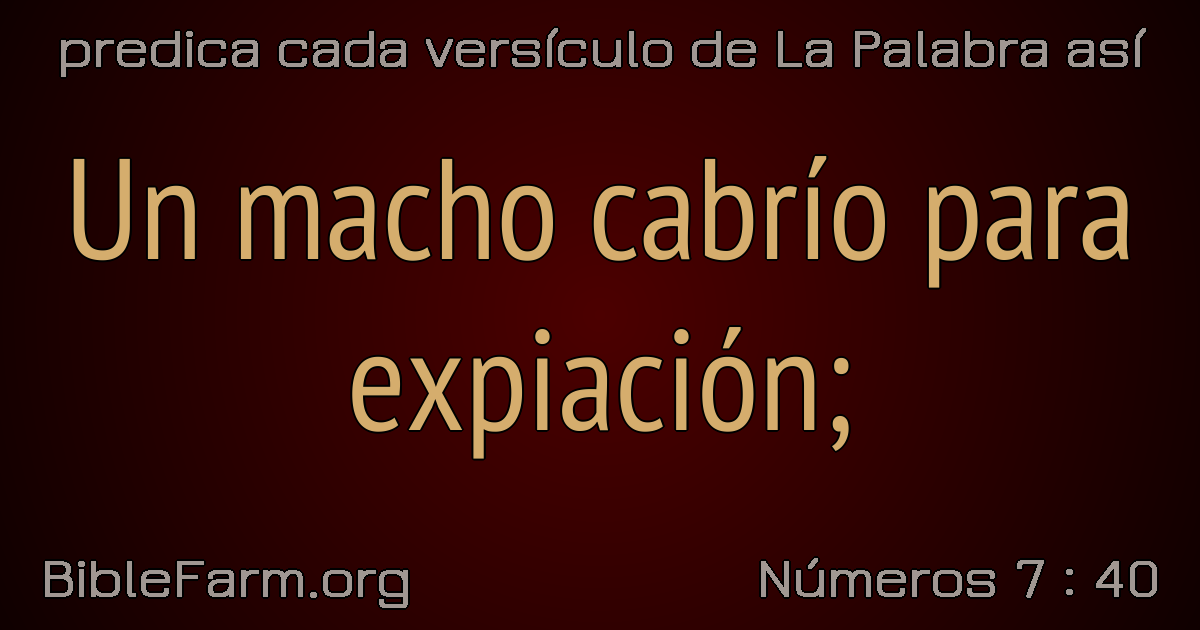 predica cada versículo de La Palabra así
Un macho cabrío para
expiación;
BibleFarm.org
Números 7 : 40